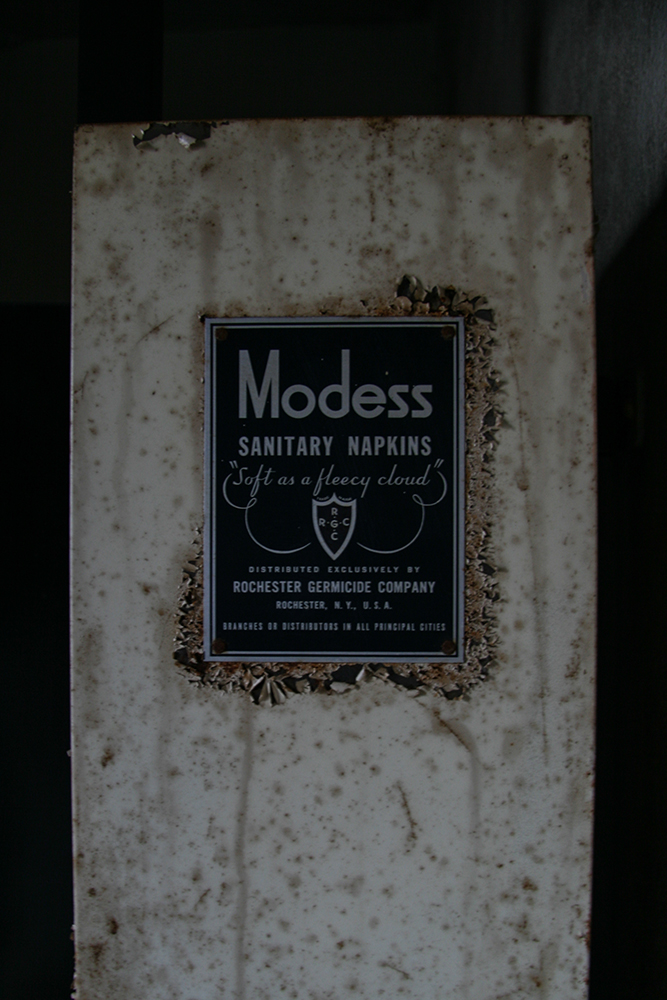 Modess
SANITARY NAPKINS
"Soft as a fleecy cloud"
R
R·G·C
C
DISTRIBUTED EXCLUSIVELY BY
ROCHESTER GERMICIDE COMPANY
ROCHESTER, N. Y., U. S. A.
BRANCHES OR DISTRIBUTORS IN ALL PRINCIPAL CITIES